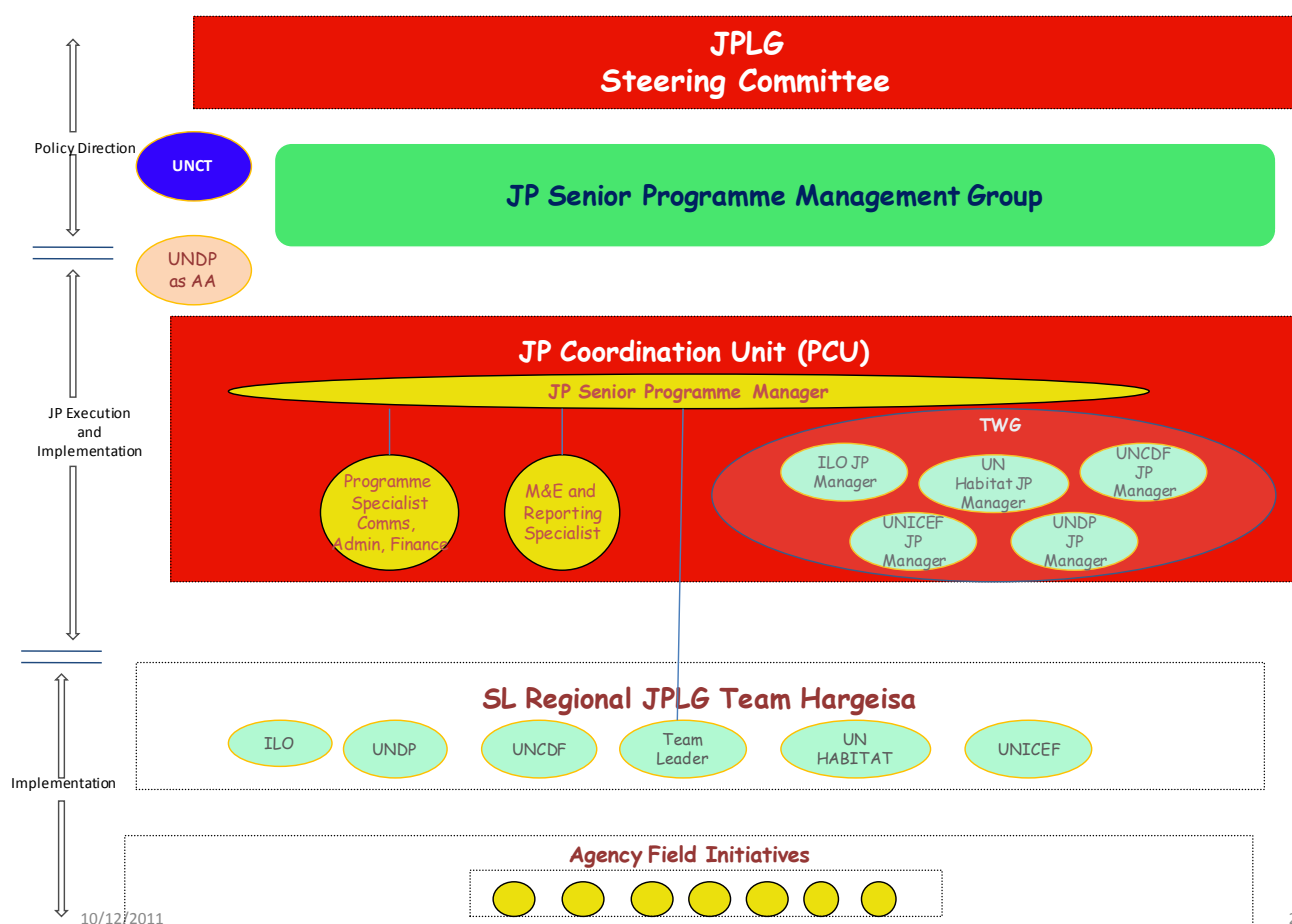 JPLG
Steering Committee
Policy Direction
UNCT
JP Senior Programme Management Group
UNDP
as AA
JP Coordination Unit (PCU)
JP Senior Programme Manager
JP Execution
and
Implementation
TWG
ILO JP
Manager
UN
Habitat JP
Manager
UNCDF
JP
Manager
UNICEF
JP
Manager
UNDP
JP
Manager
Programme
Specialist
Comms,
Admin, Finance
M&E and
Reporting
Specialist
SL Regional JPLG Team Hargeisa
ILO
UNDP
UNCDF
Team
Leader
UN
HABITAT
UNICEF
Implementation
Agency Field Initiatives
10/12/2011